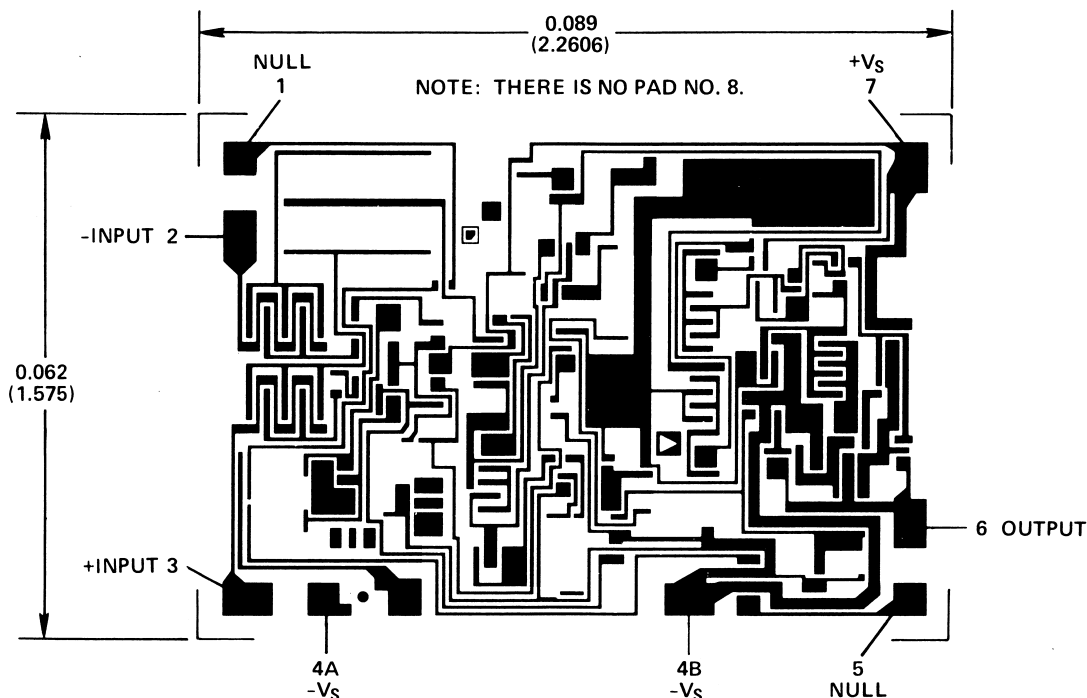 0.089
(2.2606)
NULL
1
NOTE: THERE IS NO PAD NO. 8.
+VS
7
-INPUT 2
0.062
(1.575)
6 OUTPUT
+INPUT 3
4A
-VS
4B
-VS
5
NULL